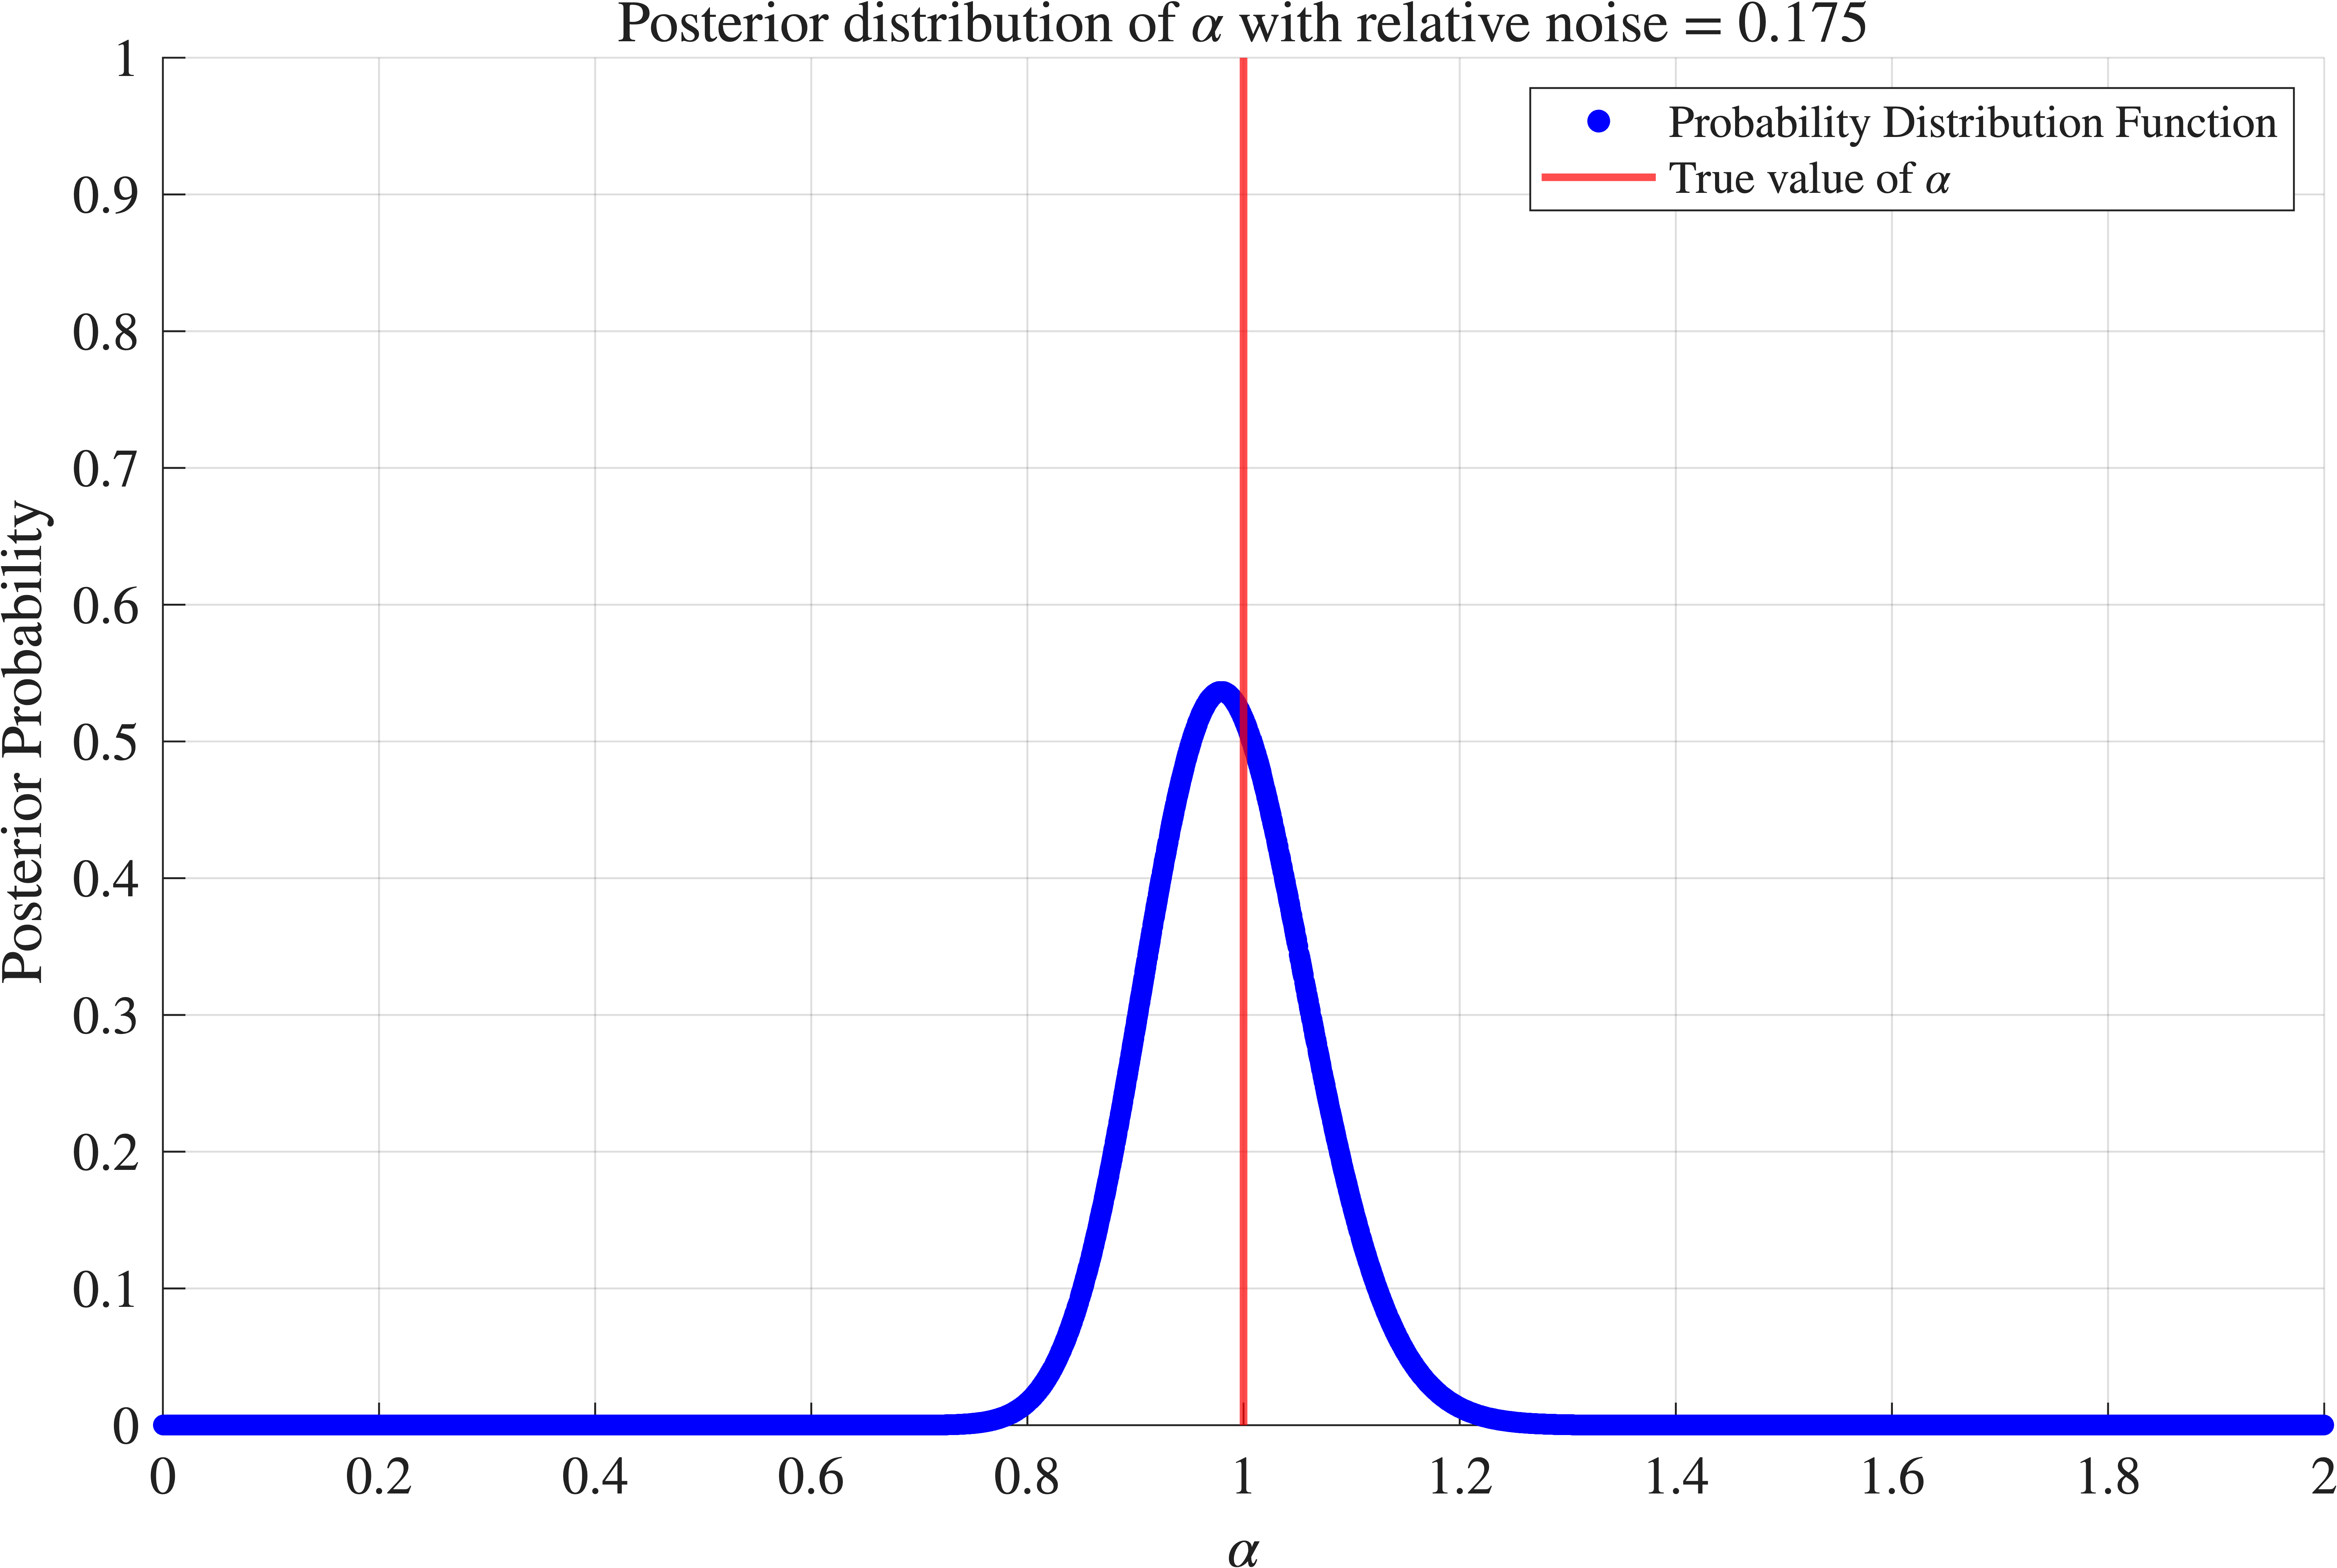 Posterior distribution of α with relative noise = 0.175
Probability Distribution Function
True value of α
Posterior Probability
1
0.9
0.8
0.7
0.6
0.5
0.4
0.3
0.2
0.1
0
0 0.2 0.4 0.6 0.8 1 1.2 1.4 1.6 1.8 2
α